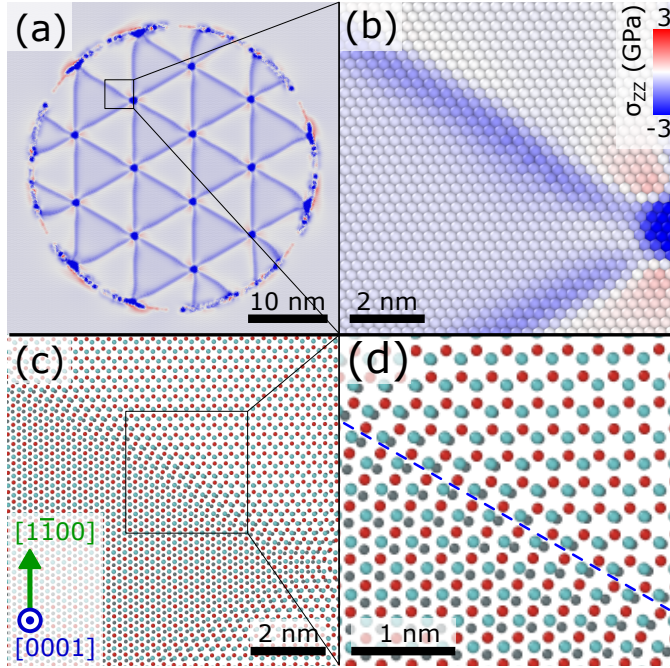 (a)
10 nm
(b)
3
σZZ (GPa)
-3
2 nm
(c)
[11̄00]
[0001]
2 nm
(d)
1 nm